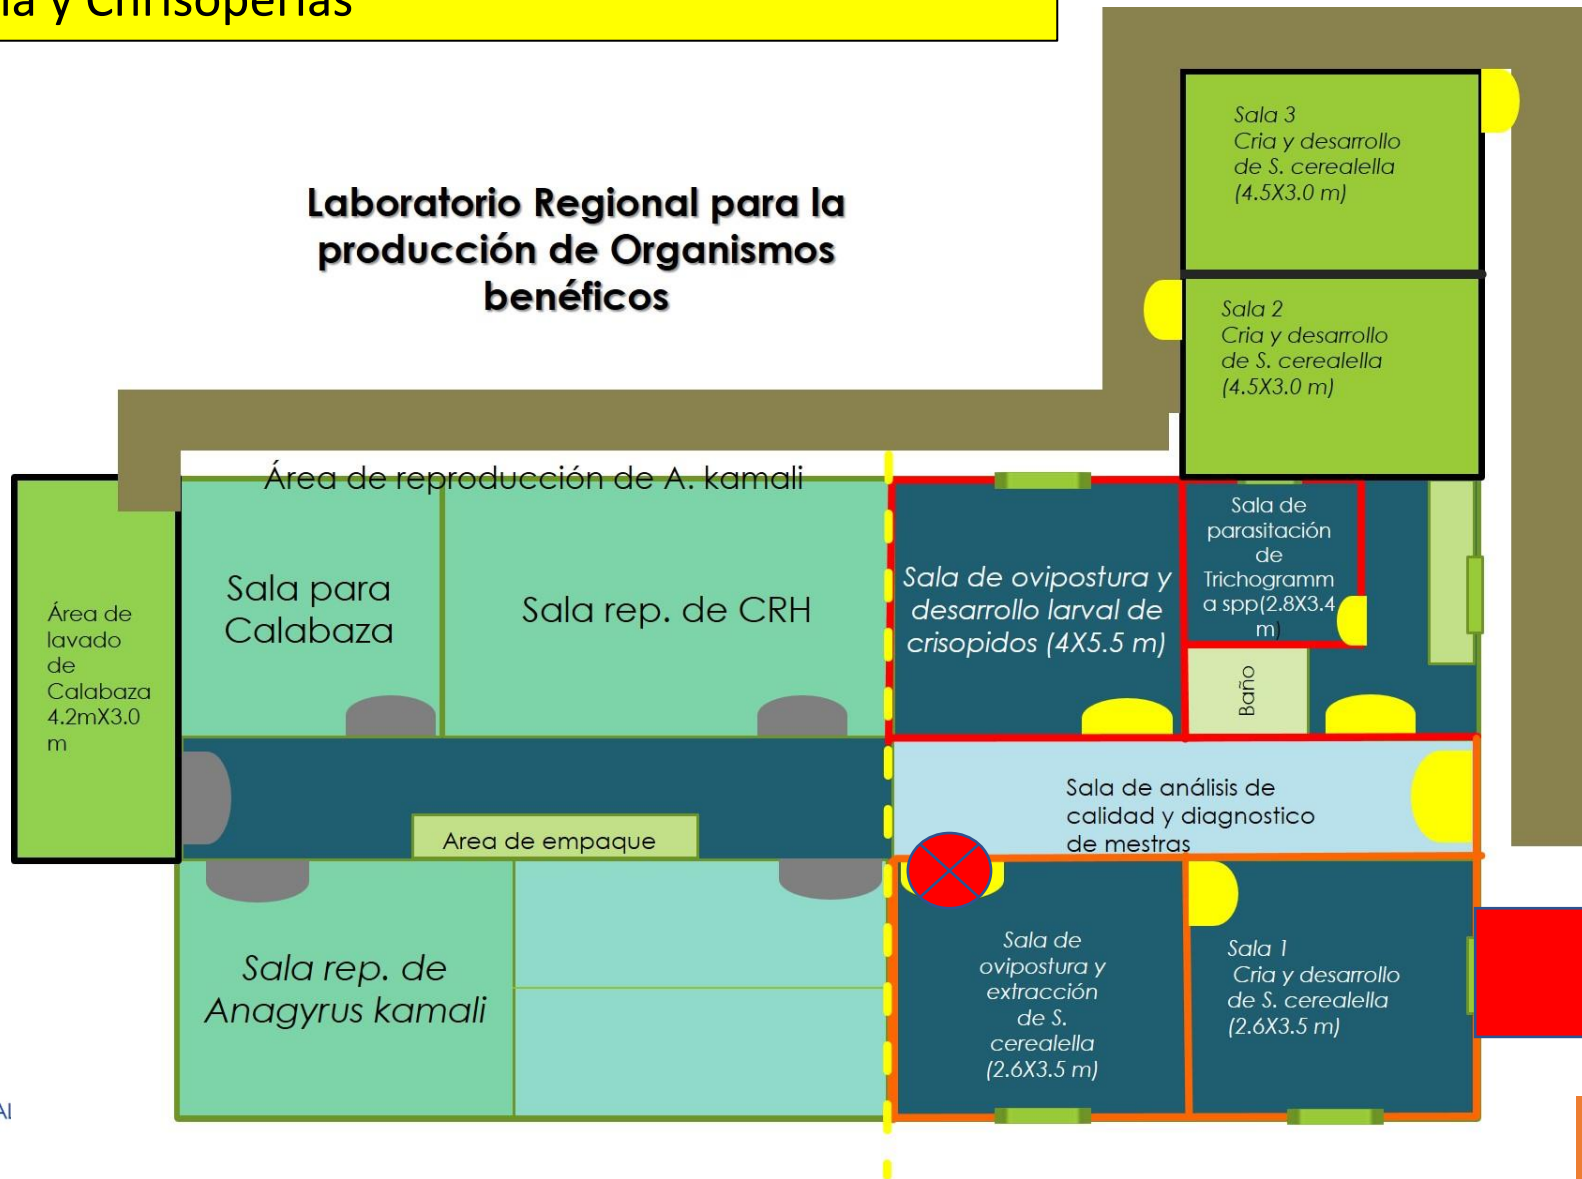 y Chrisoperlas
Laboratorio Regional para la
producción de Organismos
benéficos
Sala 3
Cria y desarrollo
de S. cerealella
(4.5X3.0 m)
Sala 2
Cria y desarrollo
de S. cerealella
(4.5X3.0 m)
Área de reproducción de A. kamali
Área de
lavado
de
Calabaza
4.2mX3.0
m
Sala para
Calabaza
Sala rep. de CRH
Sala de ovipostura y
desarrollo larval de
crisopidos (4X5.5 m)
Sala de
parasitación
de
Trichogramm
a spp(2.8X3.4
m)
Baño
Sala de análisis de
calidad y diagnostico
de mestras
Area de empaque
Sala rep. de
Anagyrus kamali
Sala de
ovipostura y
extracción
de S.
cerealella
(2.6X3.5 m)
Sala 1
Cria y desarrollo
de S. cerealella
(2.6X3.5 m)